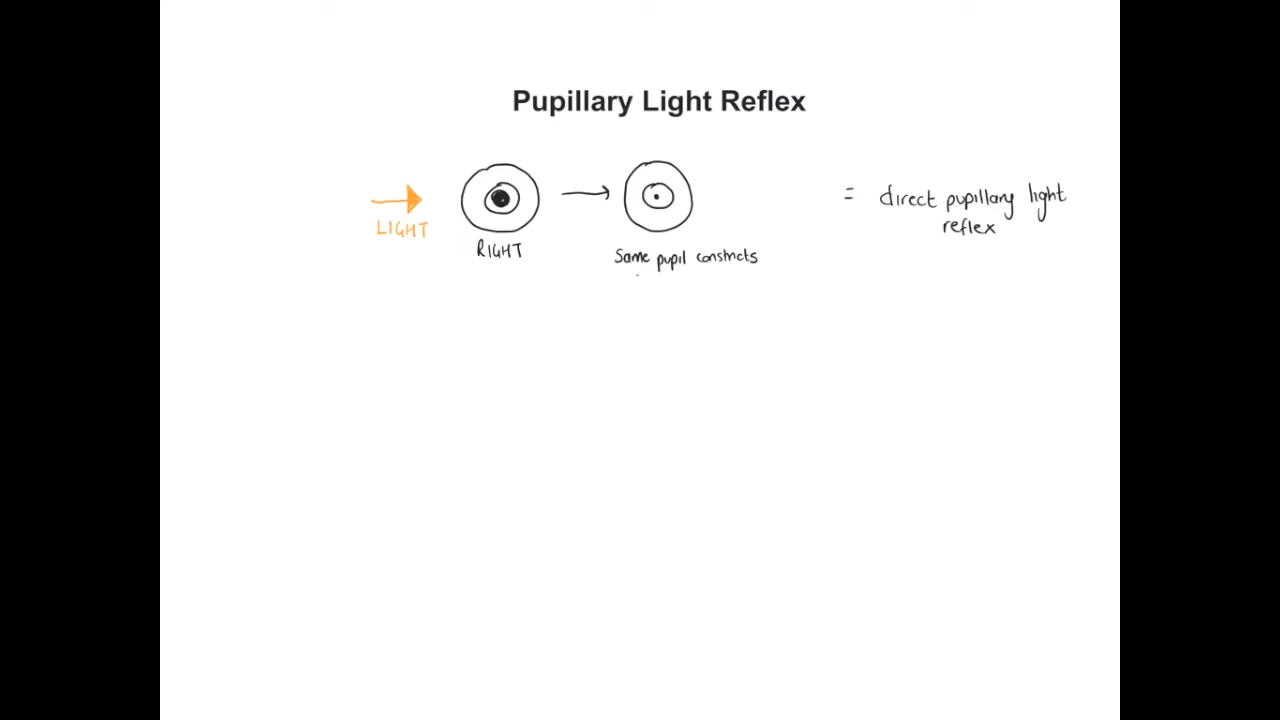 Pupillary Light Reflex
LIGHT
RIGHT
Same pupil constricts
= direct pupillary light
reflex